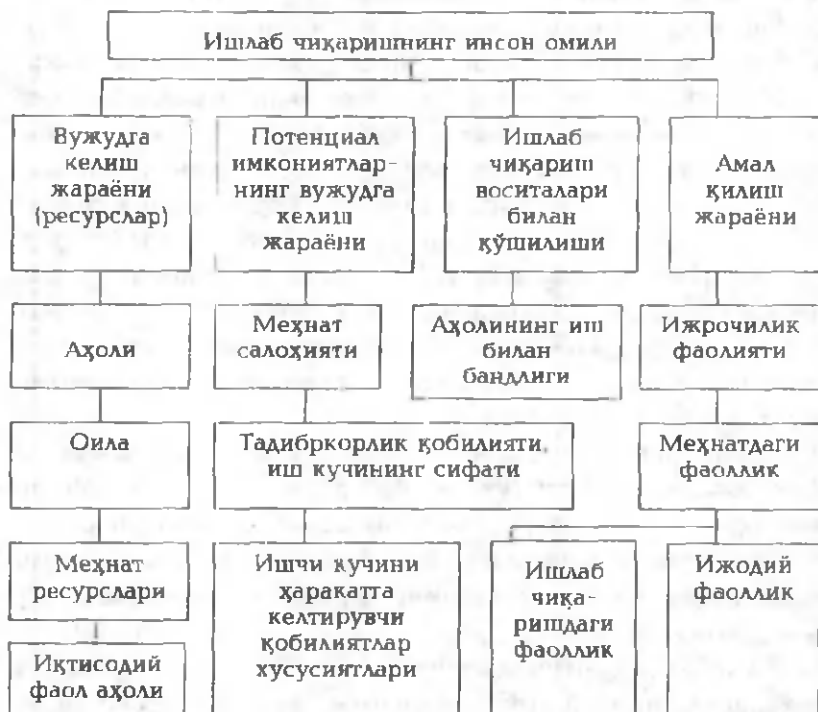 Ишлаб чиқаришнинг инсон омили
Вужудга
келиш
жараёни
(ресурслар)
Потенциал
имкониятлар-
нинг вужудга
келиш
жараёни
Ишлаб
чиқариш
воситалари
билан
қўшилиши
Амал
қилиш
жараёни
Аҳоли
Меҳнат
салоҳияти
Аҳолининг иш
билан
бандлиги
Ижрочилик
фаолияти
Оила
Тадибркорлик қобилияти,
иш кучининг сифати
Меҳнатдаги
фаоллик
Меҳнат
ресурслари
Ишчи кучини
ҳаракатга
келтирувчи
қобилиятлар
хусусиятлари
Ишлаб
чиқа-
ришдаги
фаоллик
Ижодий
фаоллик
Иқтисодий
фаол аҳоли